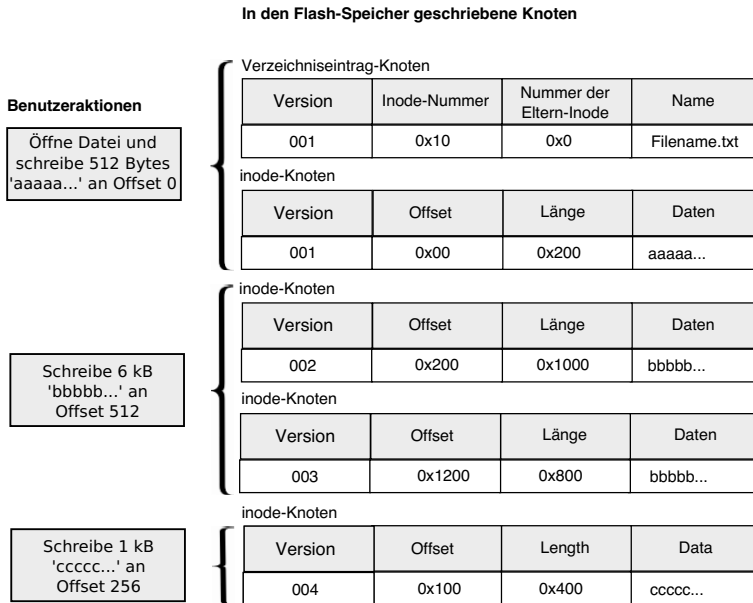 In den Flash-Speicher geschriebene Knoten
Benutzeraktionen
Öffne Datei und
schreibe 512 Bytes
'aaaaa...' an Offset 0
Verzeichniseintrag-Knoten
Version Inode-Nummer Nummer der Eltern-Inode Name
001 0x10 0x0 Filename.txt
inode-Knoten
Version Offset Länge Daten
001 0x00 0x200 aaaaa...
Schreibe 6 kB
'bbbbb...' an
Offset 512
inode-Knoten
Version Offset Länge Daten
002 0x200 0x1000 bbbbb...
inode-Knoten
Version Offset Länge Daten
003 0x1200 0x800 bbbbb...
Schreibe 1 kB
'ccccc...' an
Offset 256
inode-Knoten
Version Offset Length Data
004 0x100 0x400 ccccc...